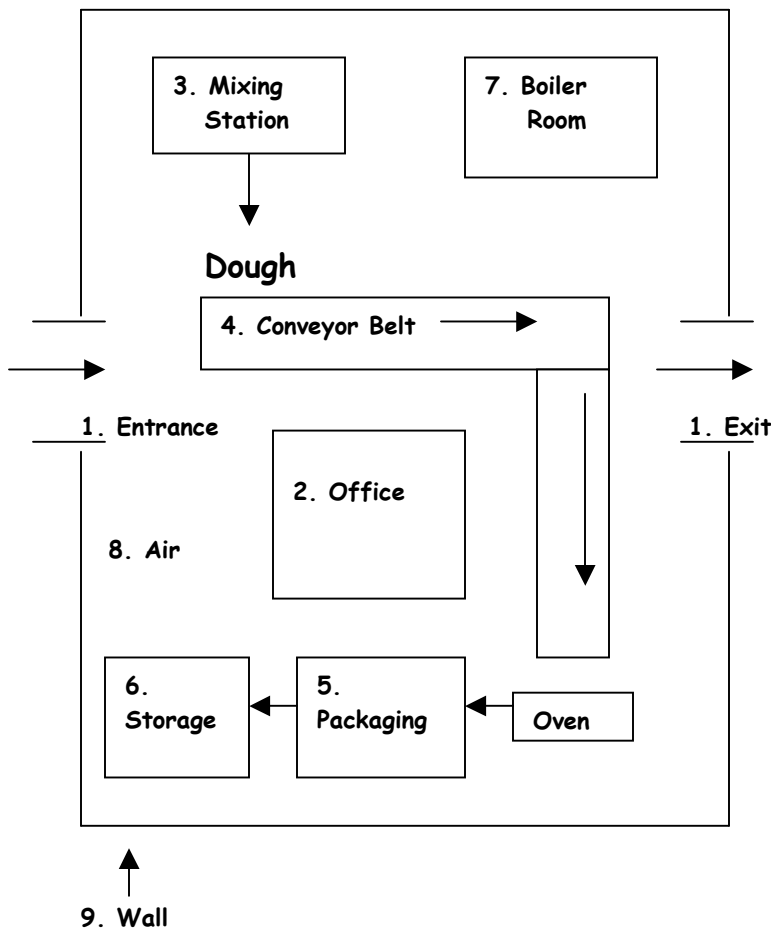 3. Mixing
Station
7. Boiler
Room
Dough
4. Conveyor Belt
1. Entrance
1. Exit
2. Office
8. Air
6.
Storage
5.
Packaging
Oven
9. Wall